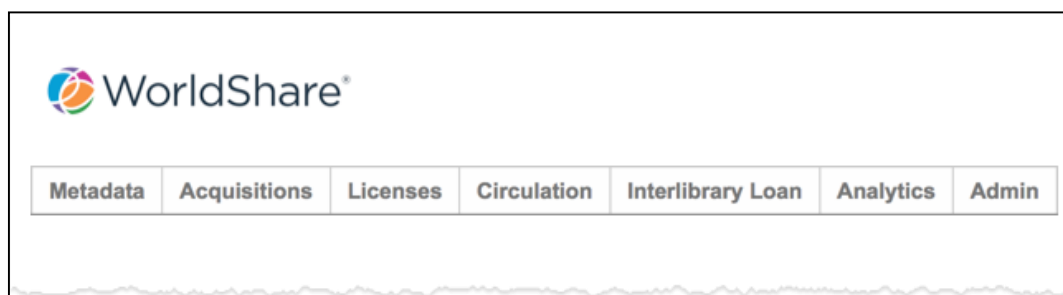 WorldShare®
Metadata Acquisitions Licenses Circulation Interlibrary Loan Analytics Admin